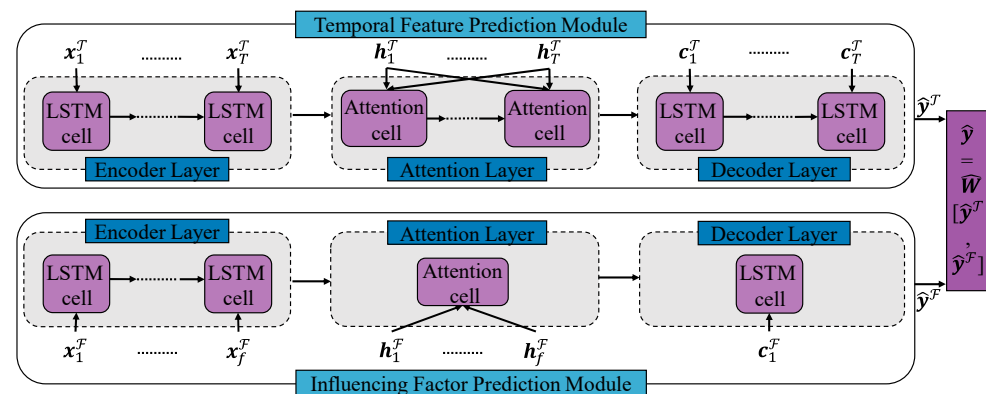 Temporal Feature Prediction Module
x_1^𝒯 ......... x_T^𝒯 h_1^𝒯 ......... h_T^𝒯 c_1^𝒯 ......... c_T^𝒯
LSTM cell ...... LSTM cell Attention cell ...... Attention cell LSTM cell ...... LSTM cell
Encoder Layer Attention Layer Decoder Layer
ŷ^𝒯
ŷ
=
Ŵ
[ŷ^𝒯
,
ŷ^ℱ]
Encoder Layer Attention Layer Decoder Layer
LSTM cell ...... LSTM cell Attention cell LSTM cell
ŷ^ℱ
x_1^ℱ ......... x_f^ℱ h_1^ℱ ......... h_f^ℱ c_1^ℱ
Influencing Factor Prediction Module